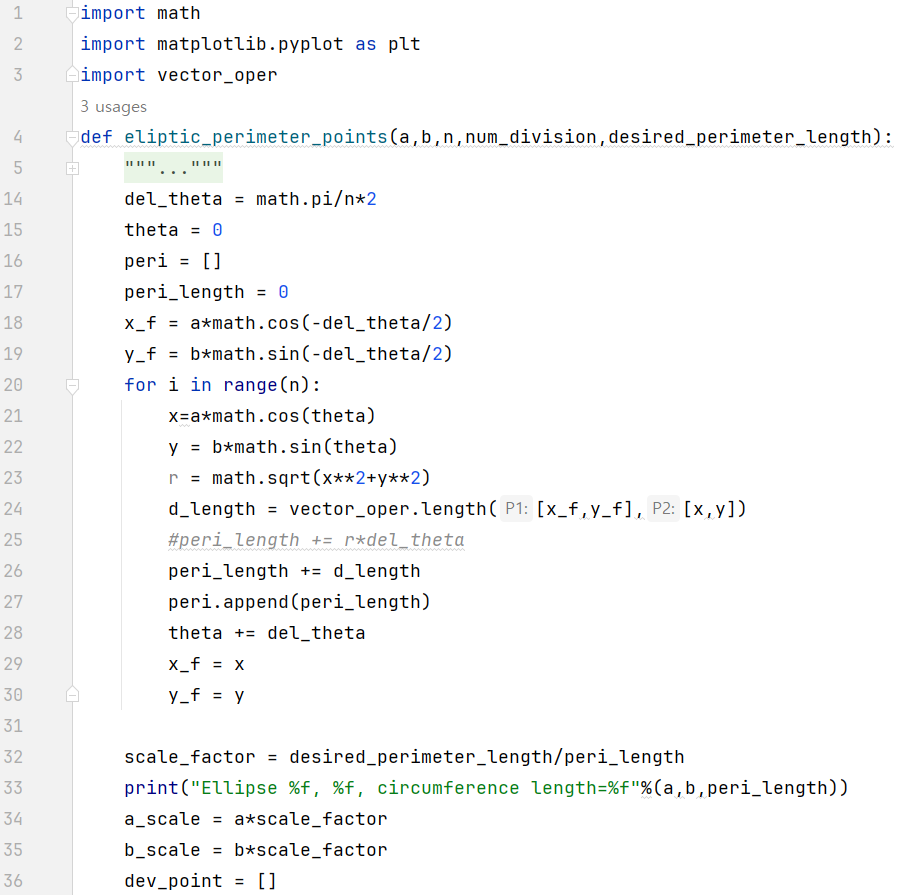 1 import math
2 import matplotlib.pyplot as plt
3 import vector_oper
3 usages
4 def eliptic_perimeter_points(a,b,n,num_division,desired_perimeter_length):
5 """..."""
14 del_theta = math.pi/n*2
15 theta = 0
16 peri = []
17 peri_length = 0
18 x_f = a*math.cos(-del_theta/2)
19 y_f = b*math.sin(-del_theta/2)
20 for i in range(n):
21 x=a*math.cos(theta)
22 y = b*math.sin(theta)
23 r = math.sqrt(x**2+y**2)
24 d_length = vector_oper.length( P1: [x_f,y_f], P2: [x,y])
25 #peri_length += r*del_theta
26 peri_length += d_length
27 peri.append(peri_length)
28 theta += del_theta
29 x_f = x
30 y_f = y
31
32 scale_factor = desired_perimeter_length/peri_length
33 print("Ellipse %f, %f, circumference length=%f"%(a,b,peri_length))
34 a_scale = a*scale_factor
35 b_scale = b*scale_factor
36 dev_point = []